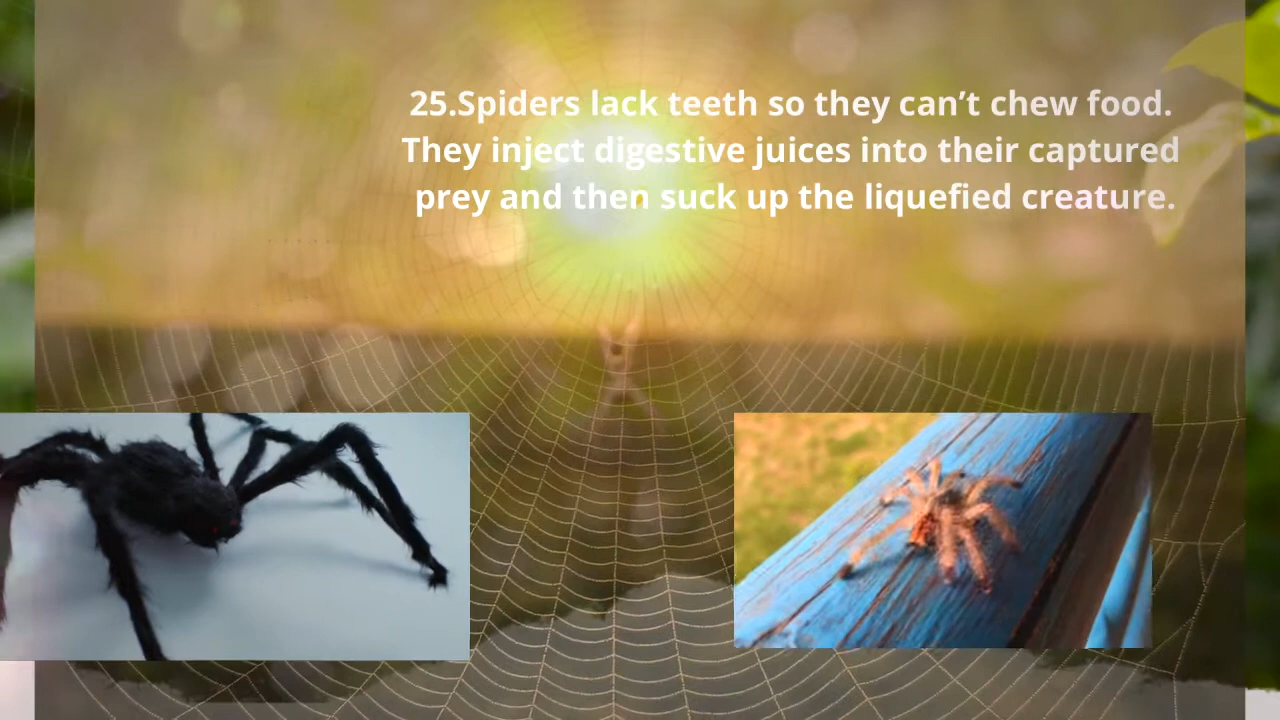 25.Spiders lack teeth so they can’t chew food.
They inject digestive juices into their captured
prey and then suck up the liquefied creature.